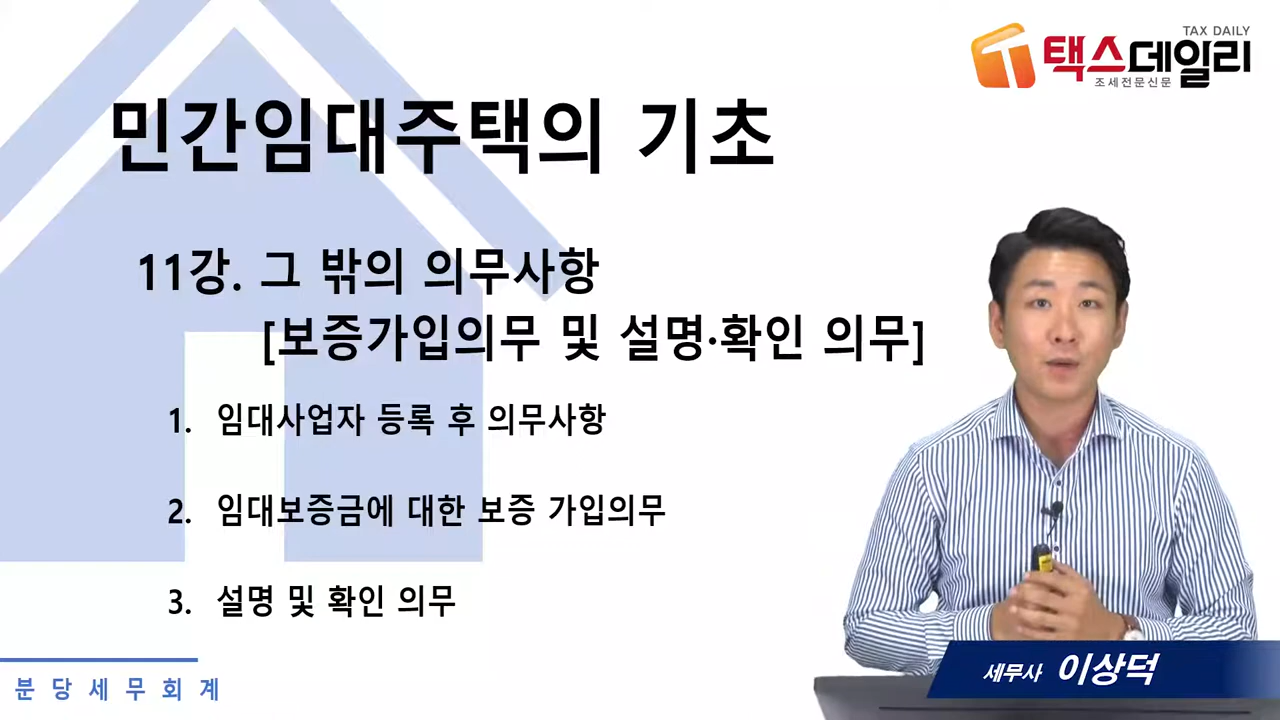 TAX DAILY
택스데일리
조세전문신문
민간임대주택의 기초
11강. 그 밖의 의무사항
[보증가입의무 및 설명·확인 의무]
1. 임대사업자 등록 후 의무사항
2. 임대보증금에 대한 보증 가입의무
3. 설명 및 확인 의무
분당세무회계
세무사 이상덕